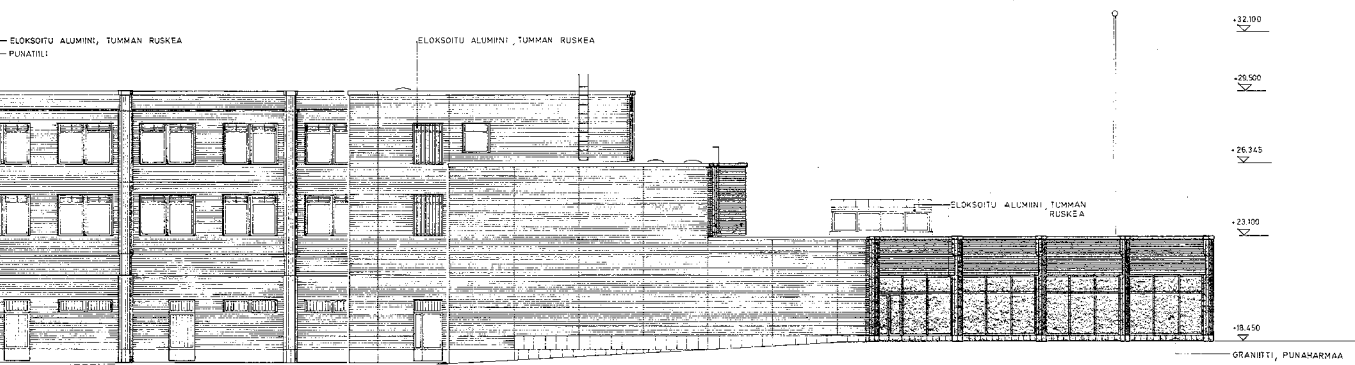 ELOKSOITU ALUMIINI, TUMMAN RUSKEA
PUNATIILI
ELOKSOITU ALUMIINI, TUMMAN RUSKEA
+32.100
+29.500
+26.345
ELOKSOITU ALUMIINI, TUMMAN
RUSKEA
+23.100
+18.450
GRANIITTI, PUNAHARMAA